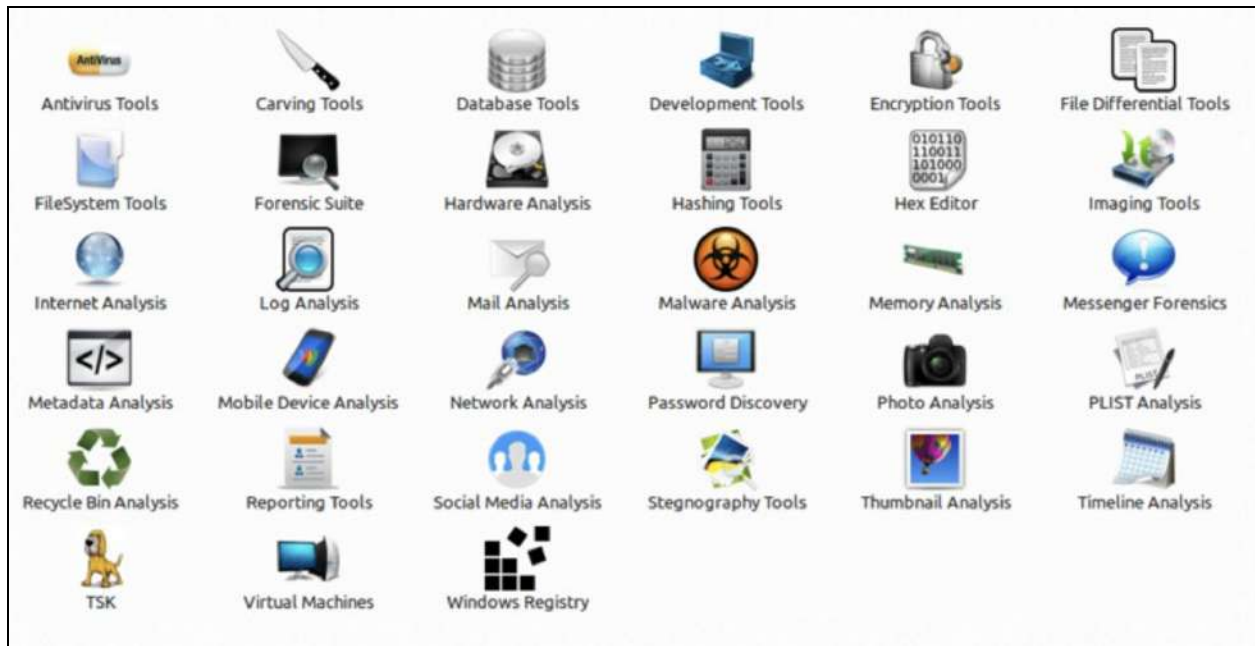 AntiVirus
Antivirus Tools Carving Tools Database Tools Development Tools Encryption Tools File Differential Tools
010110
110011
101000
0001
FileSystem Tools Forensic Suite Hardware Analysis Hashing Tools Hex Editor Imaging Tools
Internet Analysis Log Analysis Mail Analysis Malware Analysis Memory Analysis Messenger Forensics
</>
PLIST
Metadata Analysis Mobile Device Analysis Network Analysis Password Discovery Photo Analysis PLIST Analysis
Recycle Bin Analysis Reporting Tools Social Media Analysis Stegnography Tools Thumbnail Analysis Timeline Analysis
TSK Virtual Machines Windows Registry